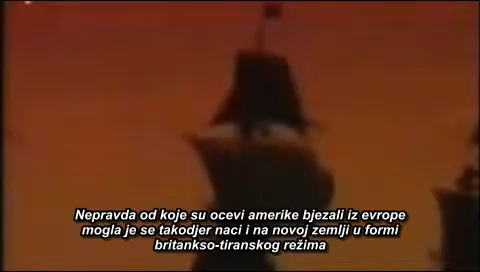 Nepravda od koje su ocevi amerike bjezali iz evrope
mogla je se takodjer naci i na novoj zemlji u formi
britankso-tiranskog režima